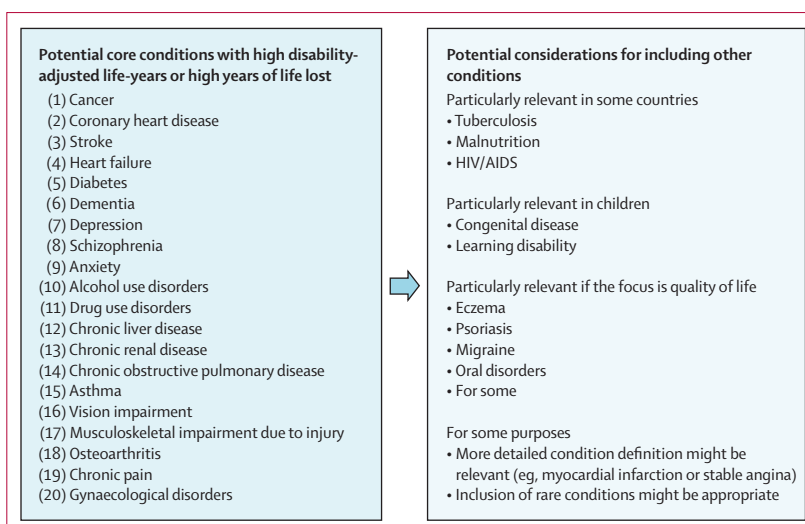 Potential core conditions with high disability-
adjusted life-years or high years of life lost
(1) Cancer
(2) Coronary heart disease
(3) Stroke
(4) Heart failure
(5) Diabetes
(6) Dementia
(7) Depression
(8) Schizophrenia
(9) Anxiety
(10) Alcohol use disorders
(11) Drug use disorders
(12) Chronic liver disease
(13) Chronic renal disease
(14) Chronic obstructive pulmonary disease
(15) Asthma
(16) Vision impairment
(17) Musculoskeletal impairment due to injury
(18) Osteoarthritis
(19) Chronic pain
(20) Gynaecological disorders
Potential considerations for including other
conditions
Particularly relevant in some countries
• Tuberculosis
• Malnutrition
• HIV/AIDS
Particularly relevant in children
• Congenital disease
• Learning disability
Particularly relevant if the focus is quality of life
• Eczema
• Psoriasis
• Migraine
• Oral disorders
• For some
For some purposes
• More detailed condition definition might be
relevant (eg, myocardial infarction or stable angina)
• Inclusion of rare conditions might be appropriate